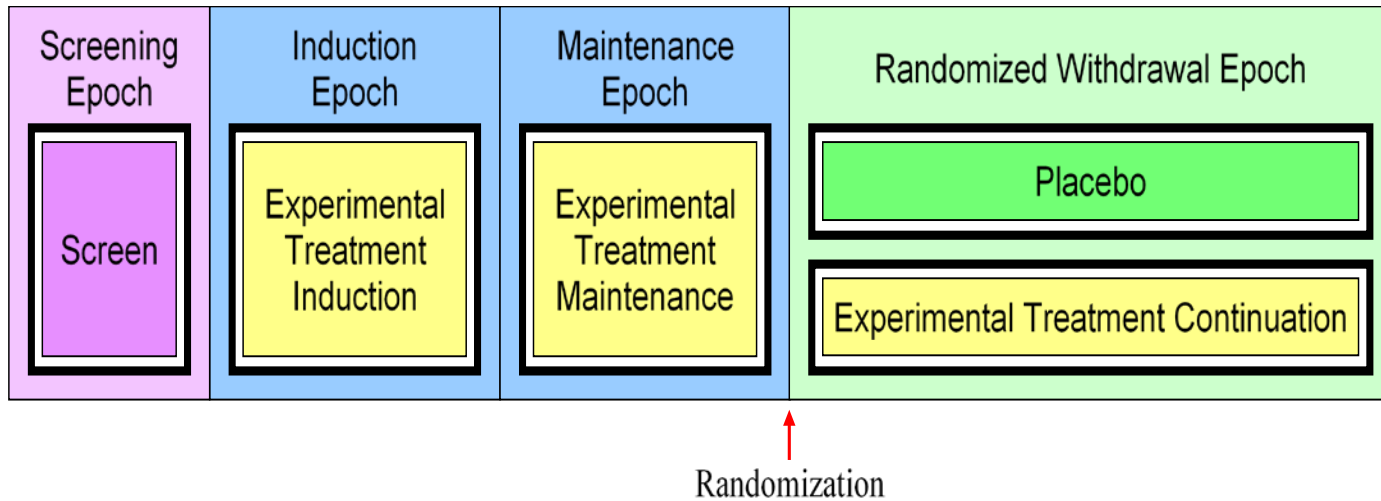 Screening
Epoch
Induction
Epoch
Maintenance
Epoch
Randomized Withdrawal Epoch
Screen
Experimental
Treatment
Induction
Experimental
Treatment
Maintenance
Placebo
Experimental Treatment Continuation
Randomization